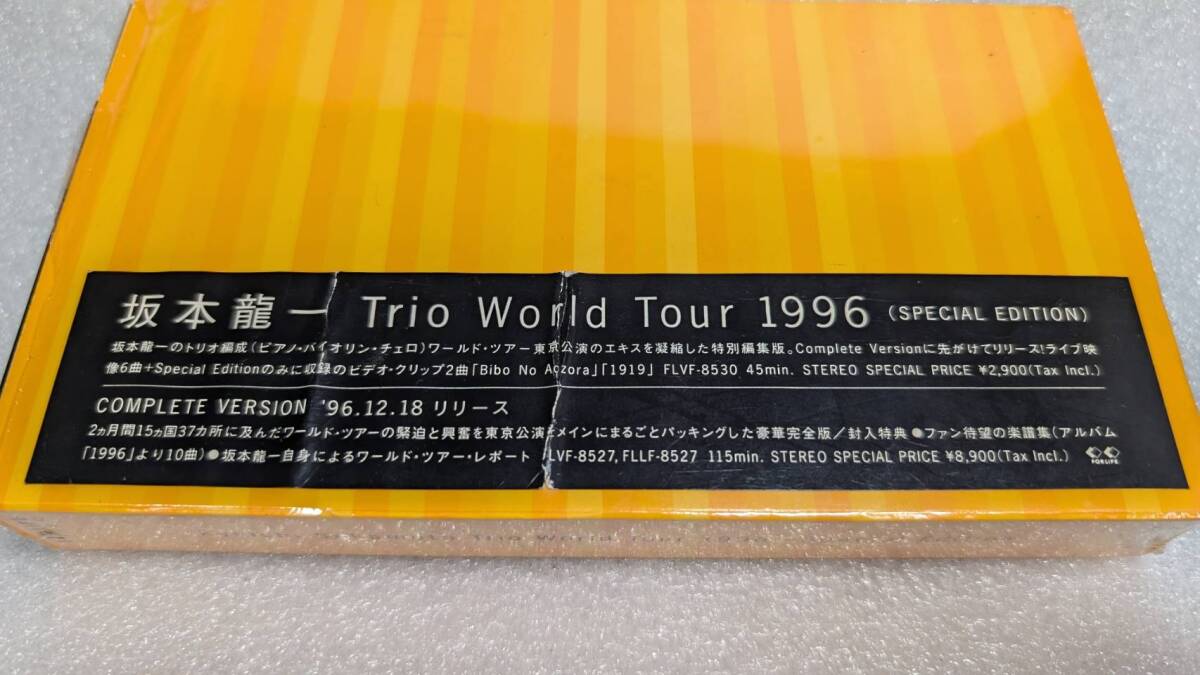 坂本龍一 Trio World Tour 1996 (SPECIAL EDITION)
坂本龍一のトリオ編成(ピアノ・バイオリン・チェロ)ワールド・ツアー東京公演のエキスを凝縮した特別編集版。Complete Versionに先がけてリリース!ライブ映
像6曲+Special Editionのみに収録のビデオ・クリップ2曲「Bibo No Aozora」「1919」 FLVF-8530 45min. STEREO SPECIAL PRICE ¥2,900(Tax Incl.)
COMPLETE VERSION '96.12.18 リリース
2ヵ月間15ヵ国37カ所に及んだワールド・ツアーの緊迫と興奮を東京公演をメインにまるごとパッキングした豪華完全版/封入特典●ファン待望の楽譜集(アルバム
「1996」より10曲)●坂本龍一自身によるワールド・ツアー・レポート FLVF-8527, FLLF-8527 115min. STEREO SPECIAL PRICE ¥8,900(Tax Incl.)
FORLIFE
Trio World Tour 1996